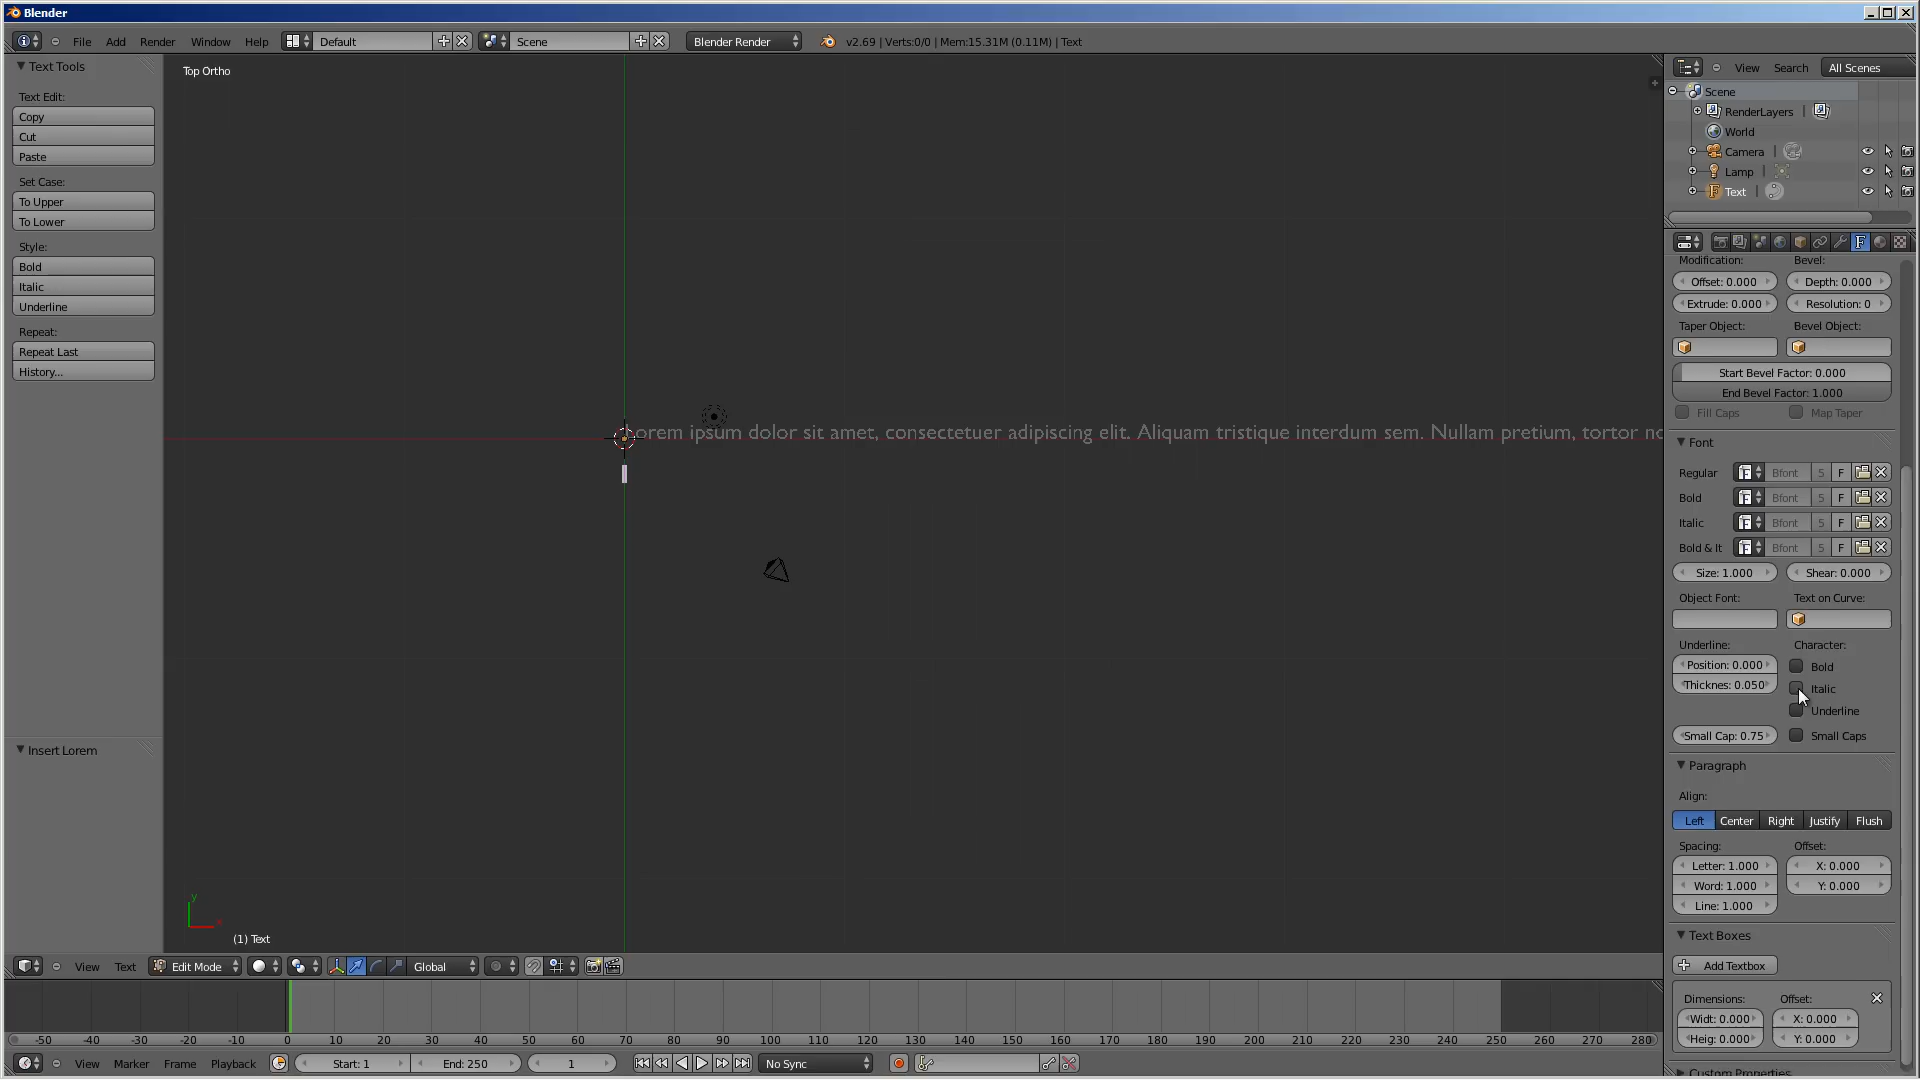 Blender
File Add Render Window Help Default Scene Blender Render v2.69 | Verts:0/0 | Mem:15.31M (0.11M) | Text
Text Tools
Text Edit:
Copy
Cut
Paste
Set Case:
To Upper
To Lower
Style:
Bold
Italic
Underline
Repeat:
Repeat Last
History...
Insert Lorem
Top Ortho
orem ipsum dolor sit amet, consectetuer adipiscing elit. Aliquam tristique interdum sem. Nullam pretium, tortor
y
x
(1) Text
View Text Edit Mode Global
View Search All Scenes
Scene
RenderLayers |
World
Camera |
Lamp |
Text |
Modification: Bevel:
Offset: 0.000 Depth: 0.000
Extrude: 0.000 Resolution: 0
Taper Object: Bevel Object:
Start Bevel Factor: 0.000
End Bevel Factor: 1.000
Fill Caps Map Taper
Font
Regular F Bfont 5 F
Bold F Bfont 5 F
Italic F Bfont 5 F
Bold & It F Bfont 5 F
Size: 1.000 Shear: 0.000
Object Font: Text on Curve:
Underline: Character:
Position: 0.000 Bold
Thicknes: 0.050 Italic
Underline
Small Cap: 0.75 Small Caps
Paragraph
Align:
Left Center Right Justify Flush
Spacing: Offset:
Letter: 1.000 X: 0.000
Word: 1.000 Y: 0.000
Line: 1.000
Text Boxes
Add Textbox
Dimensions: Offset:
Widt: 0.000 X: 0.000
Heig: 0.000 Y: 0.000
Custom Properties
-50 -40 -30 -20 -10 0 10 20 30 40 50 60 70 80 90 100 110 120 130 140 150 160 170 180 190 200 210 220 230 240 250 260 270 280
View Marker Frame Playback Start: 1 End: 250 1 No Sync